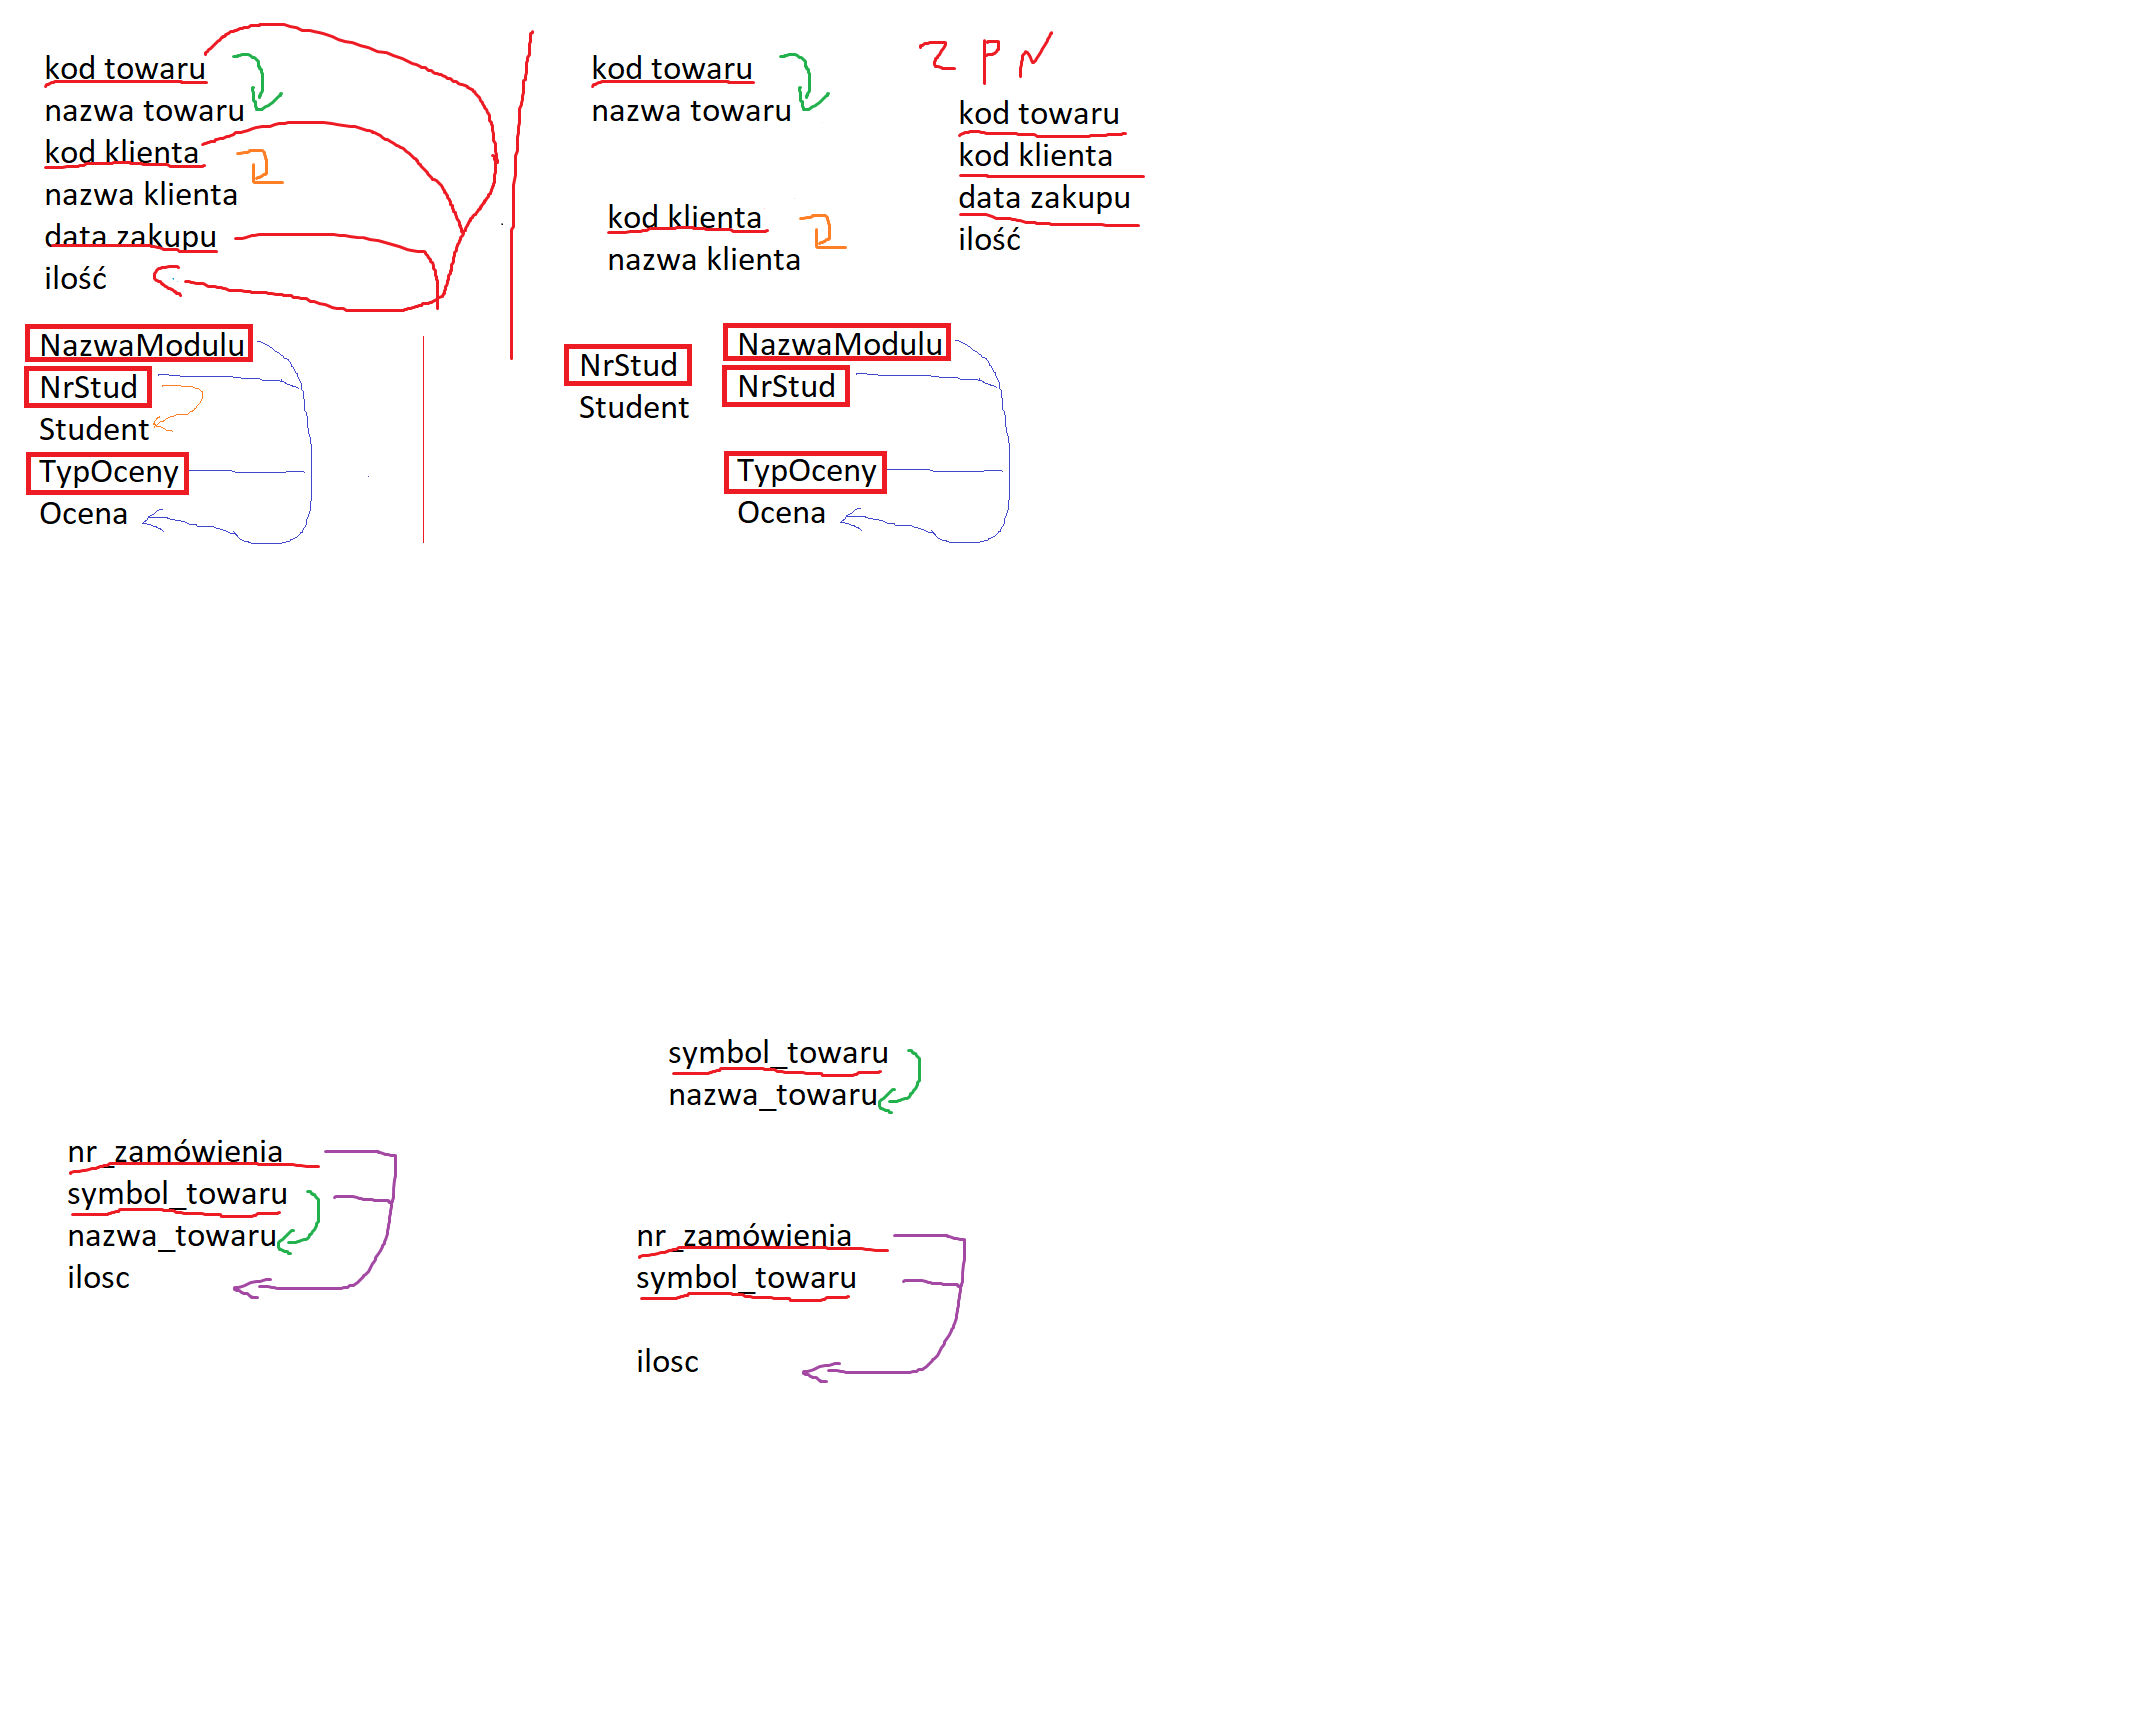 kod towaru
nazwa towaru
kod klienta
nazwa klienta
data zakupu
ilość
kod towaru
nazwa towaru
kod klienta
nazwa klienta
2 PN
kod towaru
kod klienta
data zakupu
ilość
NazwaModulu
NrStud
Student
TypOceny
Ocena
NrStud
Student
NazwaModulu
NrStud
TypOceny
Ocena
nr_zamówienia
symbol_towaru
nazwa_towaru
ilosc
symbol_towaru
nazwa_towaru
nr_zamówienia
symbol_towaru
ilosc